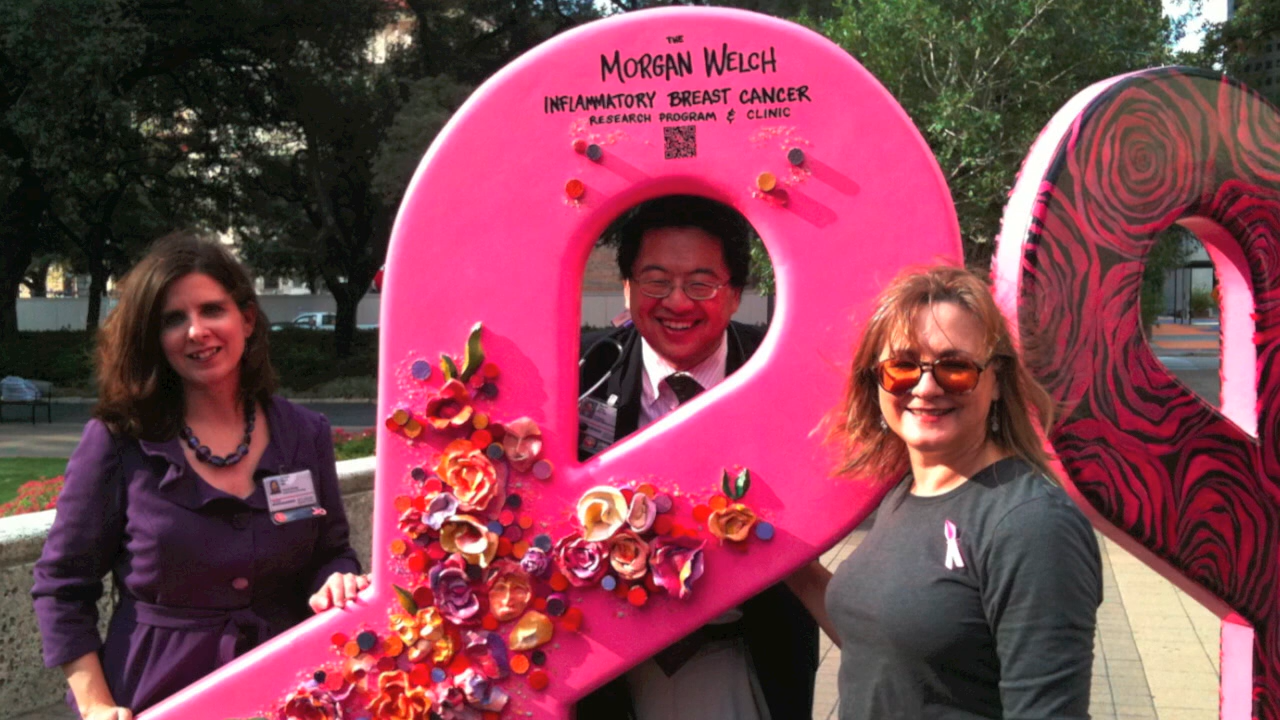 THE
MORGAN WELCH
INFLAMMATORY BREAST CANCER
RESEARCH PROGRAM & CLINIC